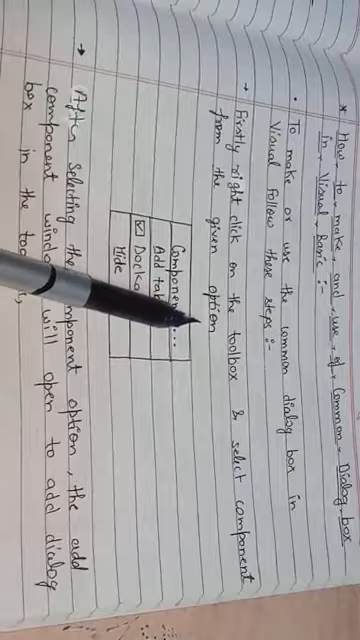 * How to make and use of Common Dialog box
in Visual Basic :-
• To make or use the common dialog box in
Visual follow these steps :-
→ Firstly right click on the toolbox & select component
from the given option
Component...
Add tab
Docka
Hide
→ After selecting the component option, the add
component window will open to add dialog
box in the